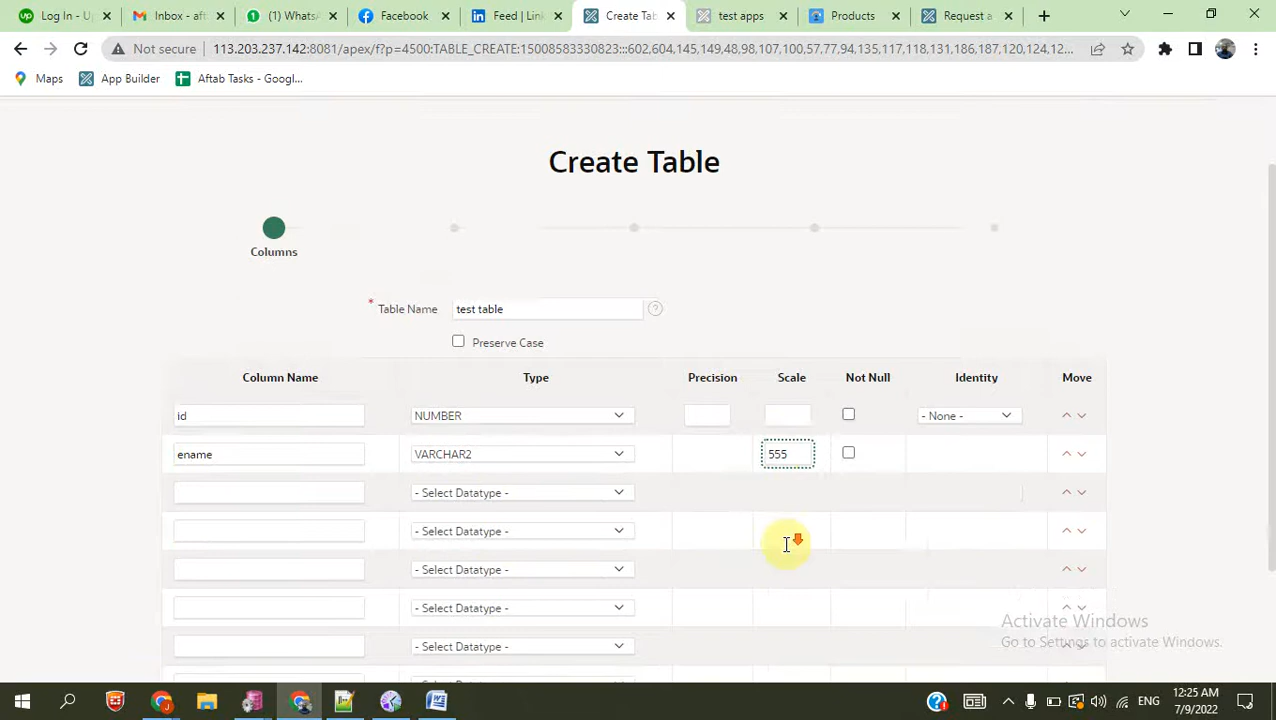 Log In - Up
Inbox - aft
(1) WhatsA
Facebook
Feed | Link
Create Tab
test apps
Products
Request a
Not secure
113.203.237.142:8081/apex/f?p=4500:TABLE_CREATE:15008583330823:::602,604,145,149,48,98,107,100,57,77,94,135,117,118,131,186,187,120,124,12...
Maps
App Builder
Aftab Tasks - Googl...
Create Table
Columns
* Table Name
test table
?
Preserve Case
Column Name
Type
Precision
Scale
Not Null
Identity
Move
id
NUMBER
- None -
ename
VARCHAR2
555
- Select Datatype -
- Select Datatype -
- Select Datatype -
- Select Datatype -
- Select Datatype -
Activate Windows
Go to Settings to activate Windows.
ENG
12:25 AM
7/9/2022